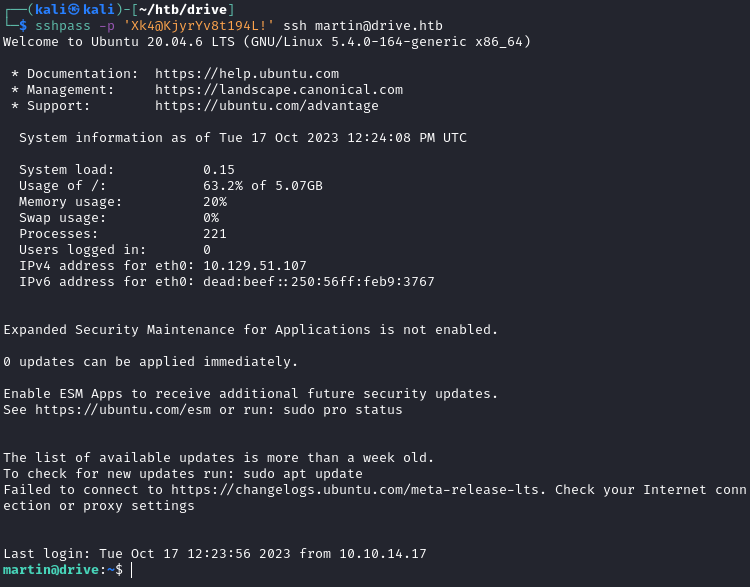 ┌──(kali㉿kali)-[~/htb/drive]
└─$ sshpass -p 'Xk4@KjyrYv8t194L!' ssh martin@drive.htb
Welcome to Ubuntu 20.04.6 LTS (GNU/Linux 5.4.0-164-generic x86_64)
* Documentation:  https://help.ubuntu.com
* Management:     https://landscape.canonical.com
* Support:        https://ubuntu.com/advantage
System information as of Tue 17 Oct 2023 12:24:08 PM UTC
System load:           0.15
Usage of /:            63.2% of 5.07GB
Memory usage:          20%
Swap usage:            0%
Processes:             221
Users logged in:       0
IPv4 address for eth0: 10.129.51.107
IPv6 address for eth0: dead:beef::250:56ff:feb9:3767
Expanded Security Maintenance for Applications is not enabled.
0 updates can be applied immediately.
Enable ESM Apps to receive additional future security updates.
See https://ubuntu.com/esm or run: sudo pro status
The list of available updates is more than a week old.
To check for new updates run: sudo apt update
Failed to connect to https://changelogs.ubuntu.com/meta-release-lts. Check your Internet conn
ection or proxy settings
Last login: Tue Oct 17 12:23:56 2023 from 10.10.14.17
martin@drive:~$